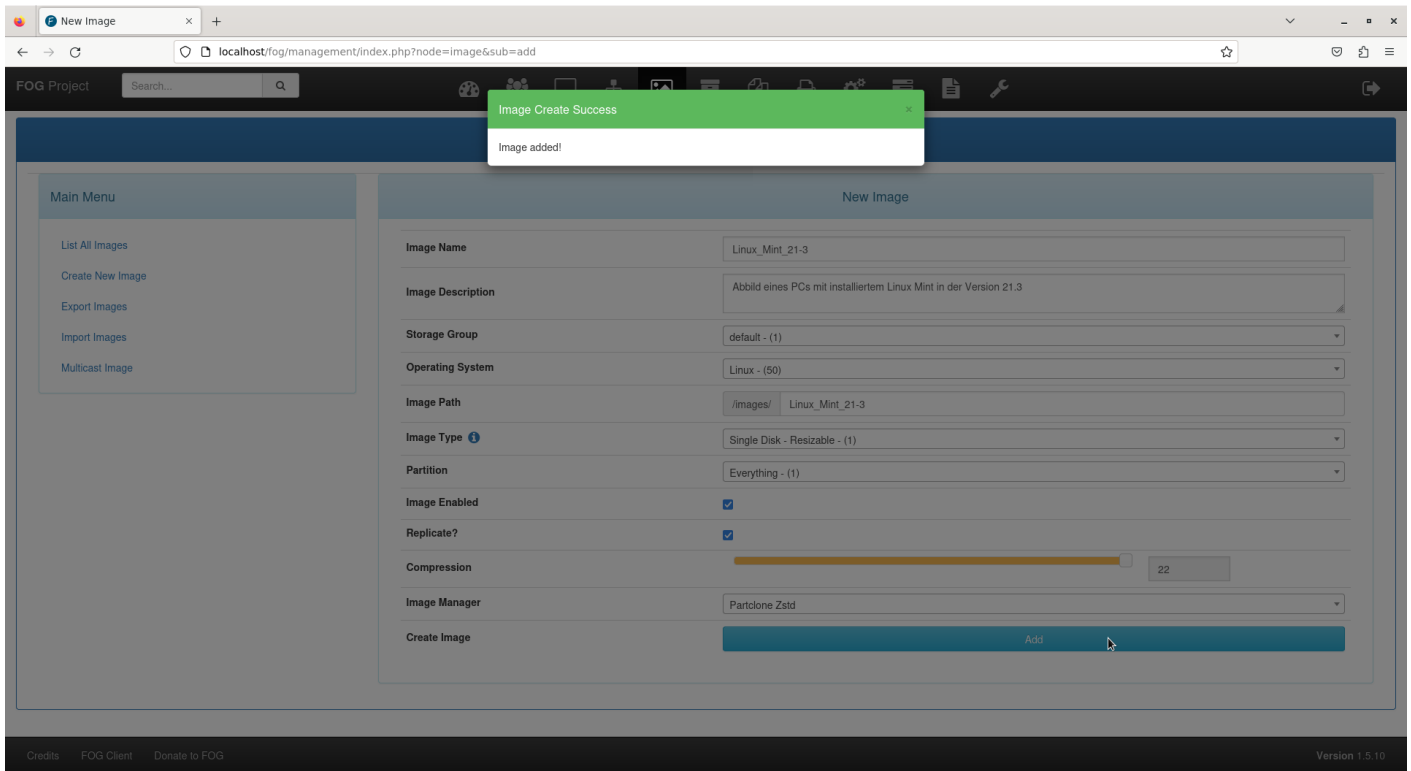 New Image
localhost/fog/management/index.php?node=image&sub=add
FOG Project
Search...
Image Create Success
×
Image added!
Main Menu
List All Images
Create New Image
Export Images
Import Images
Multicast Image
New Image
Image Name
Linux_Mint_21-3
Image Description
Abbild eines PCs mit installiertem Linux Mint in der Version 21.3
Storage Group
default - (1)
Operating System
Linux - (50)
Image Path
/images/ Linux_Mint_21-3
Image Type
Single Disk - Resizable - (1)
Partition
Everything - (1)
Image Enabled
Replicate?
Compression
22
Image Manager
Partclone Zstd
Create Image
Add
Credits FOG Client Donate to FOG
Version 1.5.10